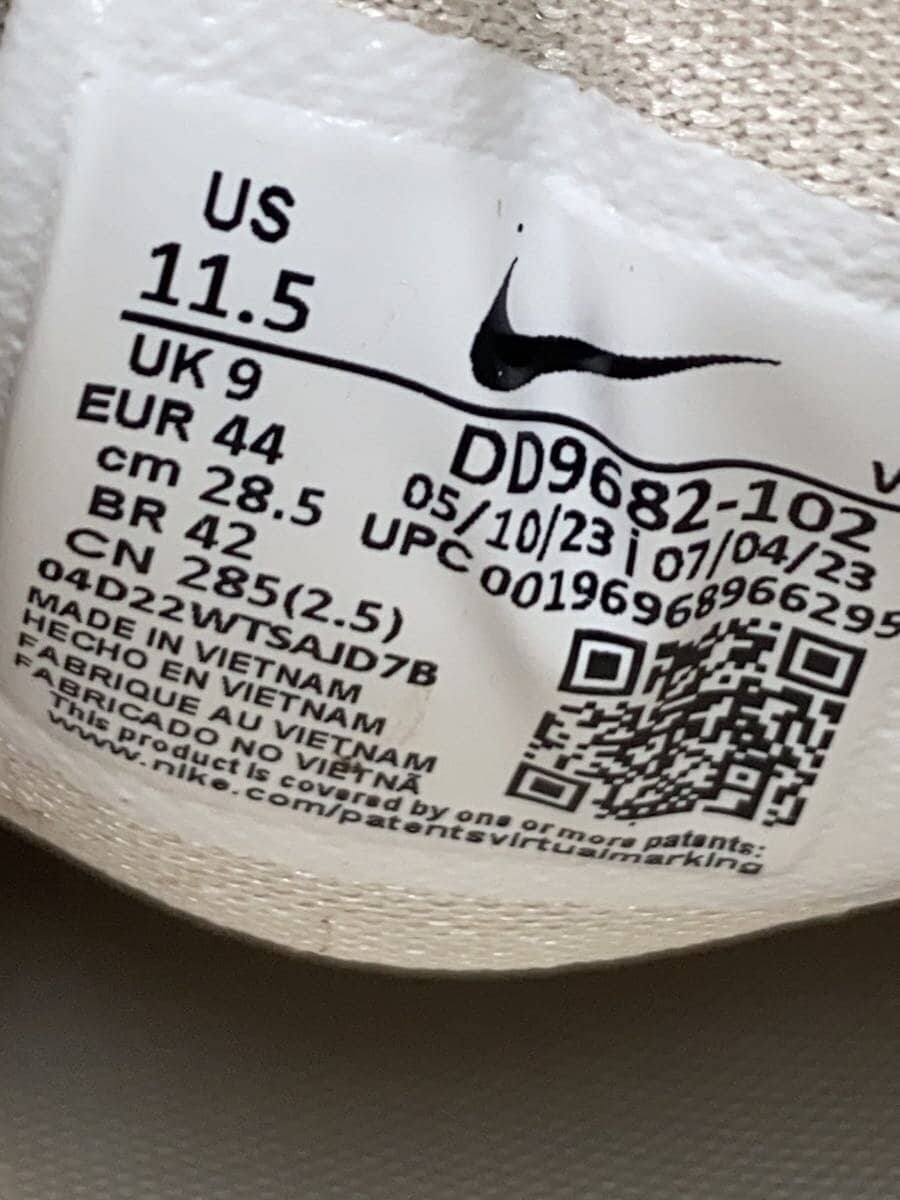 US
11.5
UK 9
EUR 44
cm 28.5
BR 42
CN 285(2.5)
04D22WTSAJD7B
MADE IN VIETNAM
HECHO EN VIETNAM
FABRIQUE AU VIETNAM
FABRICADO NO VIETNÃ
This product is covered by one or more patents:
www.nike.com/patentsvirtualmarking
DD9682-102
05/10/23 i 07/04/23
UPC 00196968966295